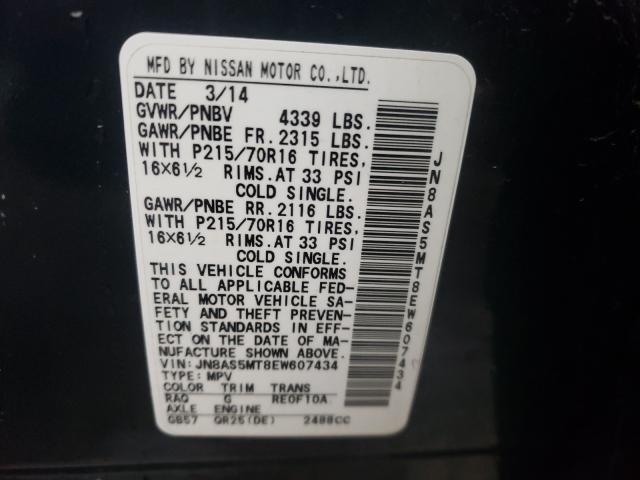 MFD BY NISSAN MOTOR CO.,LTD.
DATE 3/14
GVWR/PNBV 4339 LBS.
GAWR/PNBE FR. 2315 LBS.
WITH P215/70R16 TIRES,
16X6½ RIMS.AT 33 PSI
COLD SINGLE.
GAWR/PNBE RR. 2116 LBS.
WITH P215/70R16 TIRES,
16X6½ RIMS.AT 33 PSI
COLD SINGLE.
THIS VEHICLE CONFORMS
TO ALL APPLICABLE FED-
ERAL MOTOR VEHICLE SA-
FETY AND THEFT PREVEN-
TION STANDARDS IN EFF-
ECT ON THE DATE OF MA-
NUFACTURE SHOWN ABOVE.
VIN: JN8AS5MT8EW607434
TYPE: MPV
COLOR TRIM TRANS
RAQ G RE0F10A
AXLE ENGINE
GB57 QR25(DE) 2488CC
JN8AS5MT8EW607434